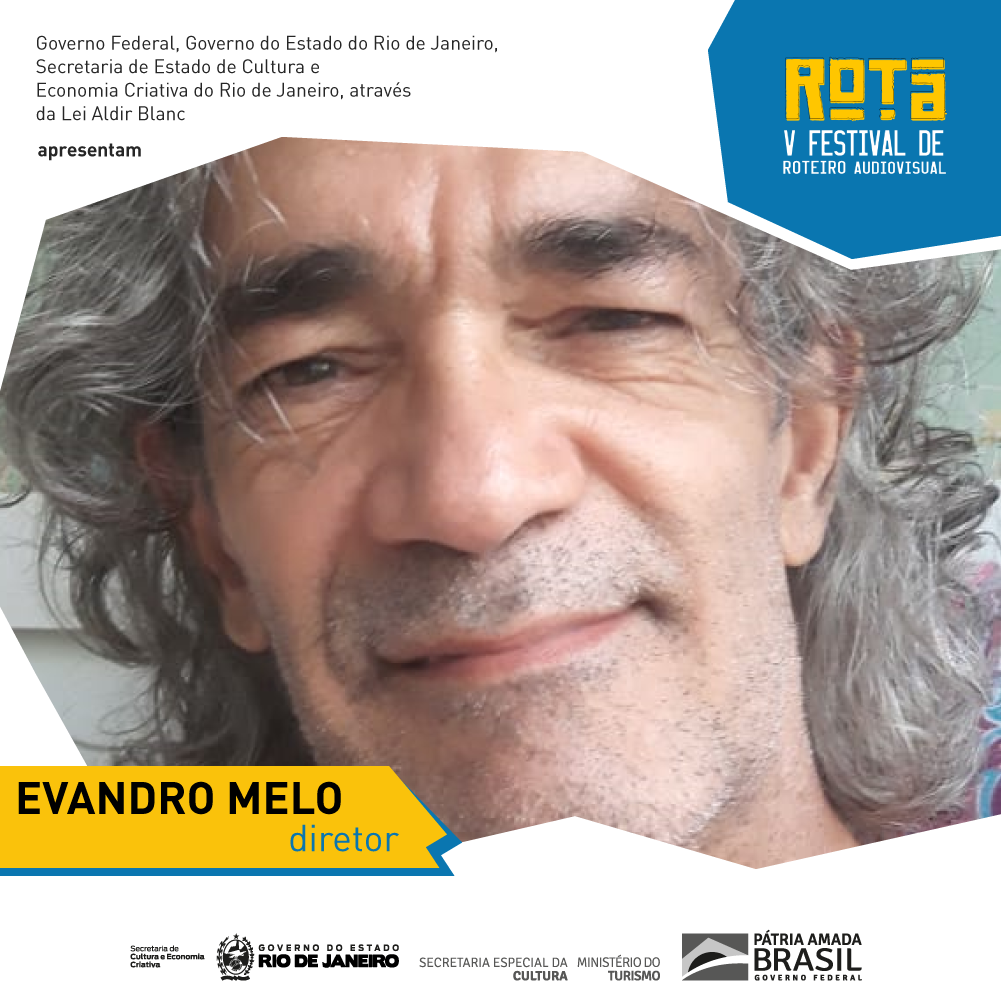 Governo Federal, Governo do Estado do Rio de Janeiro,
Secretaria de Estado de Cultura e
Economia Criativa do Rio de Janeiro, através
da Lei Aldir Blanc
apresentam
ROTA
V FESTIVAL DE
ROTEIRO AUDIOVISUAL
EVANDRO MELO
diretor
Secretaria de
Cultura e Economia
Criativa
GOVERNO DO ESTADO
RIO DE JANEIRO
SECRETARIA ESPECIAL DA
CULTURA
MINISTÉRIO DO
TURISMO
PÁTRIA AMADA
BRASIL
GOVERNO FEDERAL